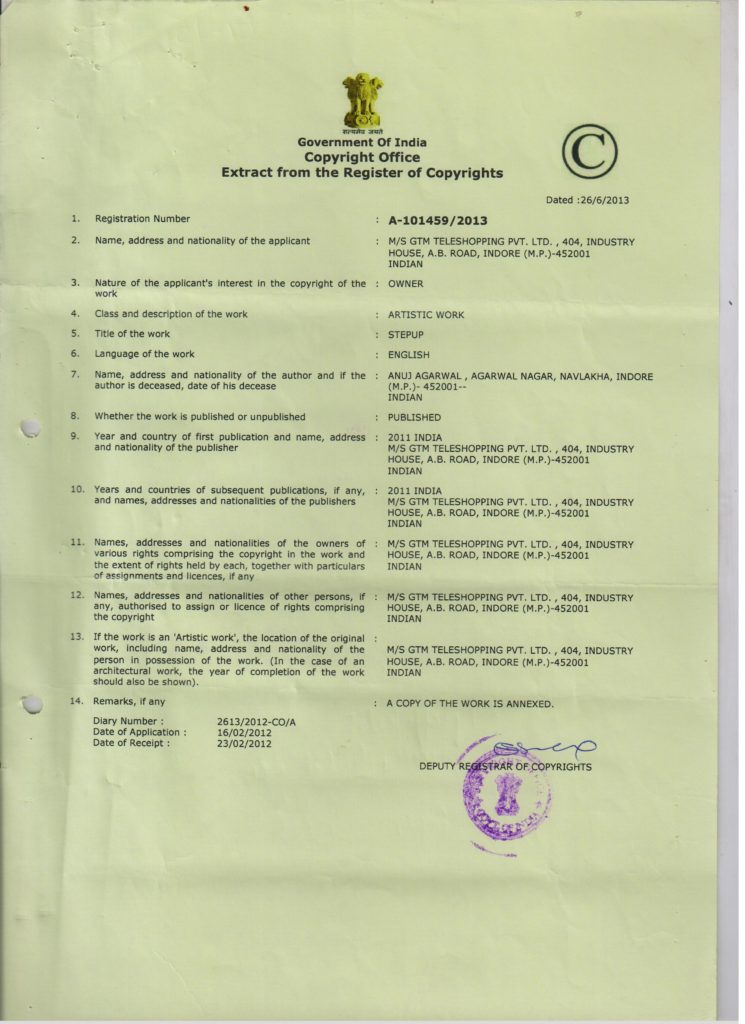 सत्यमेव जयते
Government Of India
Copyright Office
Extract from the Register of Copyrights
C
Dated :26/6/2013
1. Registration Number : A-101459/2013
2. Name, address and nationality of the applicant : M/S GTM TELESHOPPING PVT. LTD. , 404, INDUSTRY
HOUSE, A.B. ROAD, INDORE (M.P.)-452001
INDIAN
3. Nature of the applicant's interest in the copyright of the : OWNER
work
4. Class and description of the work : ARTISTIC WORK
5. Title of the work : STEPUP
6. Language of the work : ENGLISH
7. Name, address and nationality of the author and if the : ANUJ AGARWAL , AGARWAL NAGAR, NAVLAKHA, INDORE
author is deceased, date of his decease (M.P.)- 452001--
INDIAN
8. Whether the work is published or unpublished : PUBLISHED
9. Year and country of first publication and name, address : 2011 INDIA
and nationality of the publisher M/S GTM TELESHOPPING PVT. LTD. , 404, INDUSTRY
HOUSE, A.B. ROAD, INDORE (M.P.)-452001
INDIAN
10. Years and countries of subsequent publications, if any, : 2011 INDIA
and names, addresses and nationalities of the publishers M/S GTM TELESHOPPING PVT. LTD. , 404, INDUSTRY
HOUSE, A.B. ROAD, INDORE (M.P.)-452001
INDIAN
11. Names, addresses and nationalities of the owners of : M/S GTM TELESHOPPING PVT. LTD. , 404, INDUSTRY
various rights comprising the copyright in the work and HOUSE, A.B. ROAD, INDORE (M.P.)-452001
the extent of rights held by each, together with particulars INDIAN
of assignments and licences, if any
12. Names, addresses and nationalities of other persons, if : M/S GTM TELESHOPPING PVT. LTD. , 404, INDUSTRY
any, authorised to assign or licence of rights comprising HOUSE, A.B. ROAD, INDORE (M.P.)-452001
the copyright INDIAN
13. If the work is an 'Artistic work', the location of the original :
work, including name, address and nationality of the M/S GTM TELESHOPPING PVT. LTD. , 404, INDUSTRY
person in possession of the work. (In the case of an HOUSE, A.B. ROAD, INDORE (M.P.)-452001
architectural work, the year of completion of the work INDIAN
should also be shown).
14. Remarks, if any : A COPY OF THE WORK IS ANNEXED.
Diary Number : 2613/2012-CO/A
Date of Application : 16/02/2012
Date of Receipt : 23/02/2012
DEPUTY REGISTRAR OF COPYRIGHTS